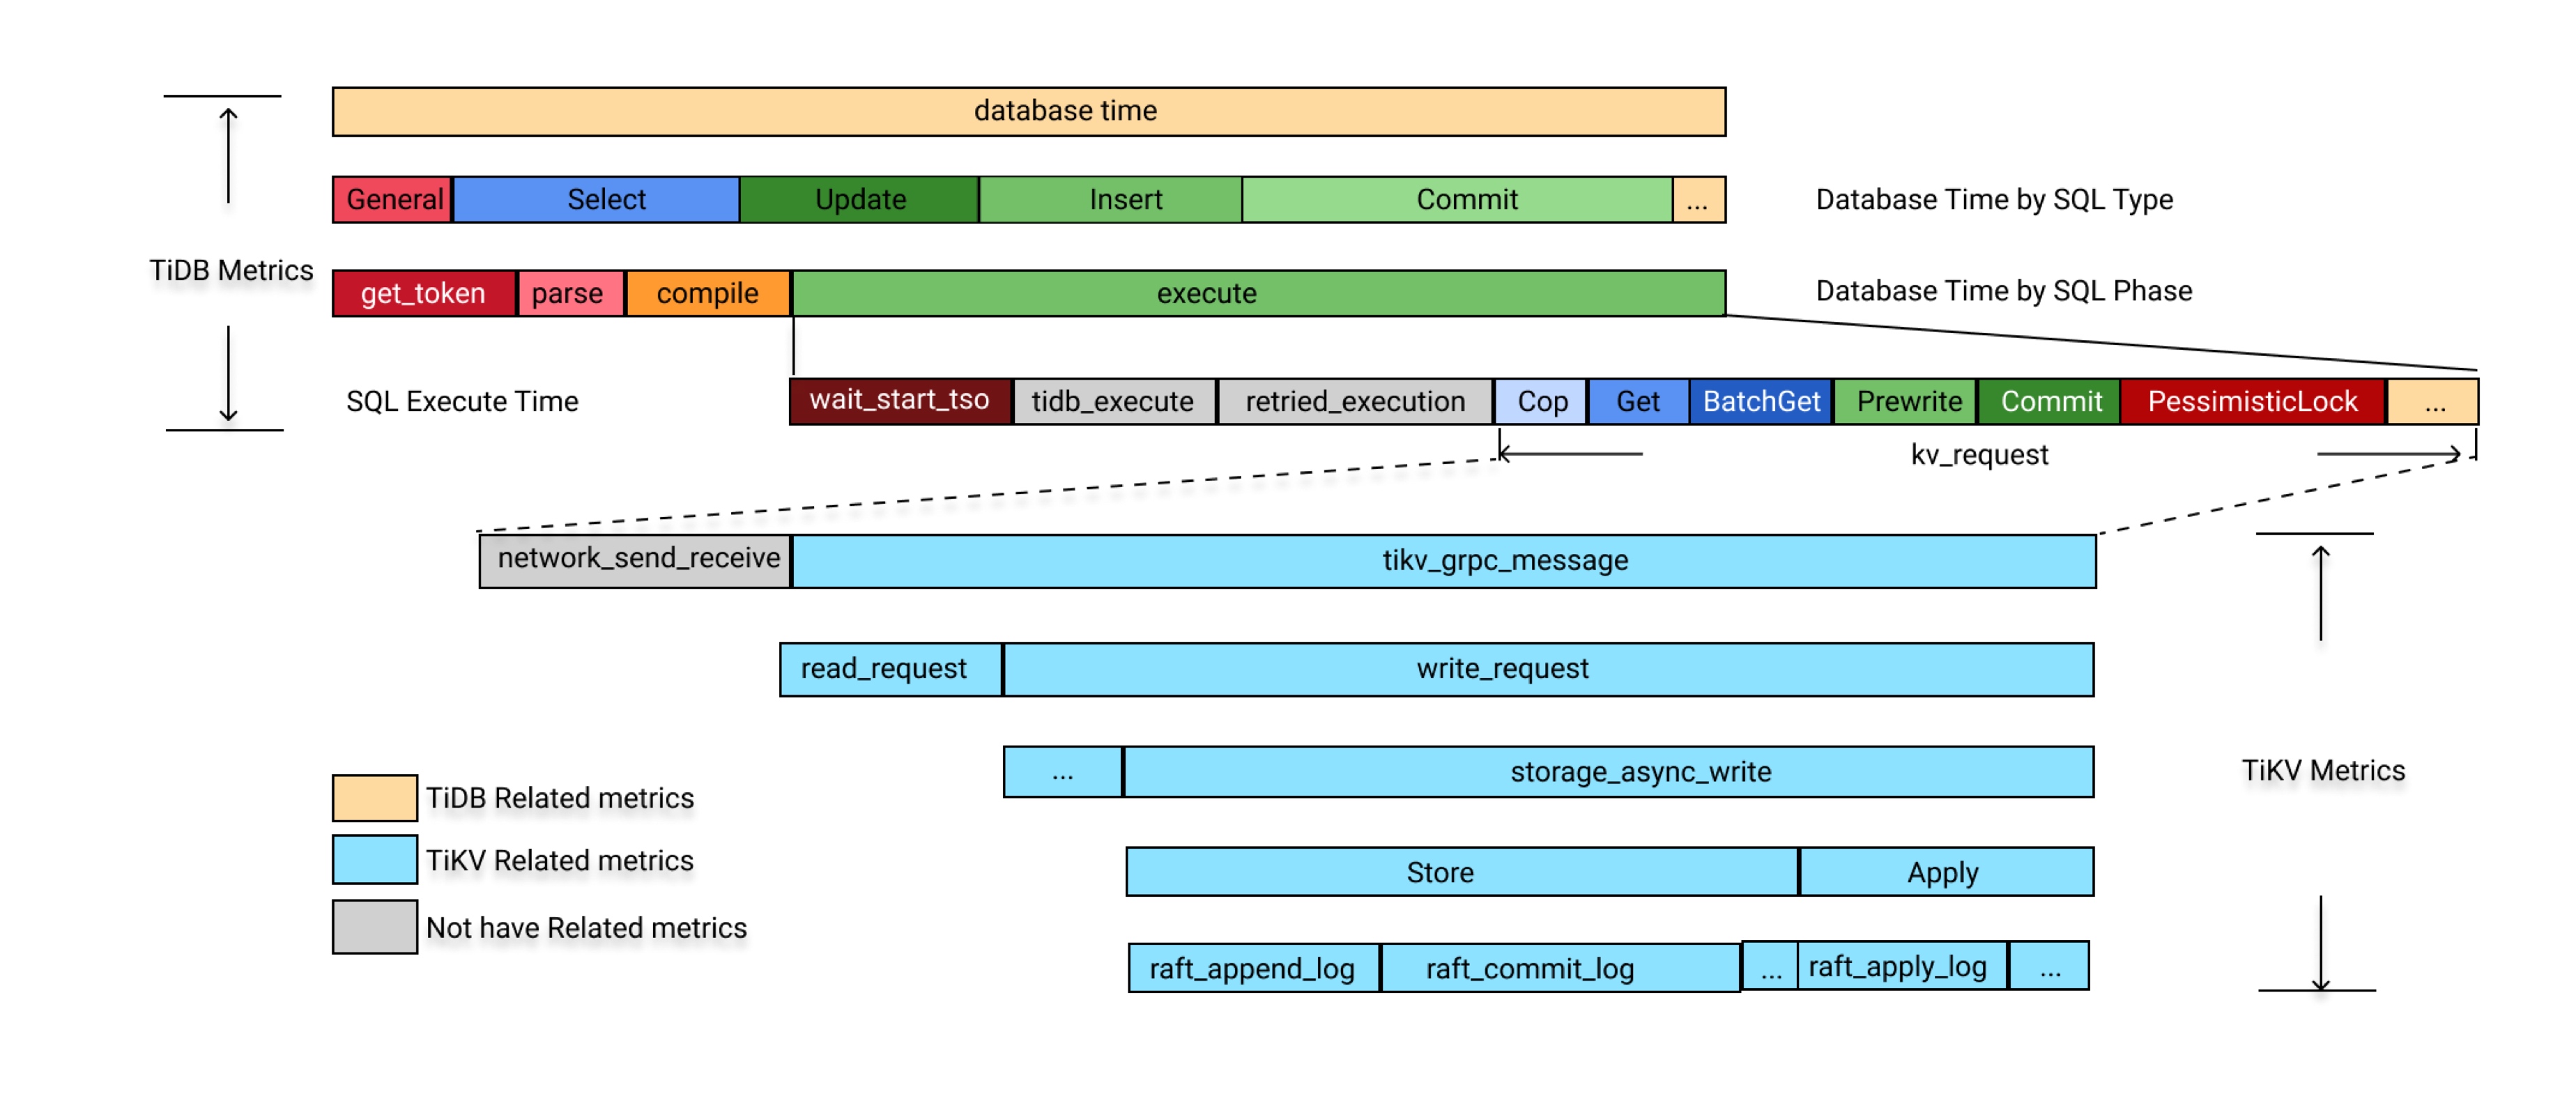 database time
General Select Update Insert Commit ... Database Time by SQL Type
TiDB Metrics
get_token parse compile execute Database Time by SQL Phase
SQL Execute Time wait_start_tso tidb_execute retried_execution Cop Get BatchGet Prewrite Commit PessimisticLock ...
kv_request
network_send_receive tikv_grpc_message
read_request write_request
... storage_async_write
TiKV Metrics
TiDB Related metrics
TiKV Related metrics
Not have Related metrics
Store Apply
raft_append_log raft_commit_log ... raft_apply_log ...